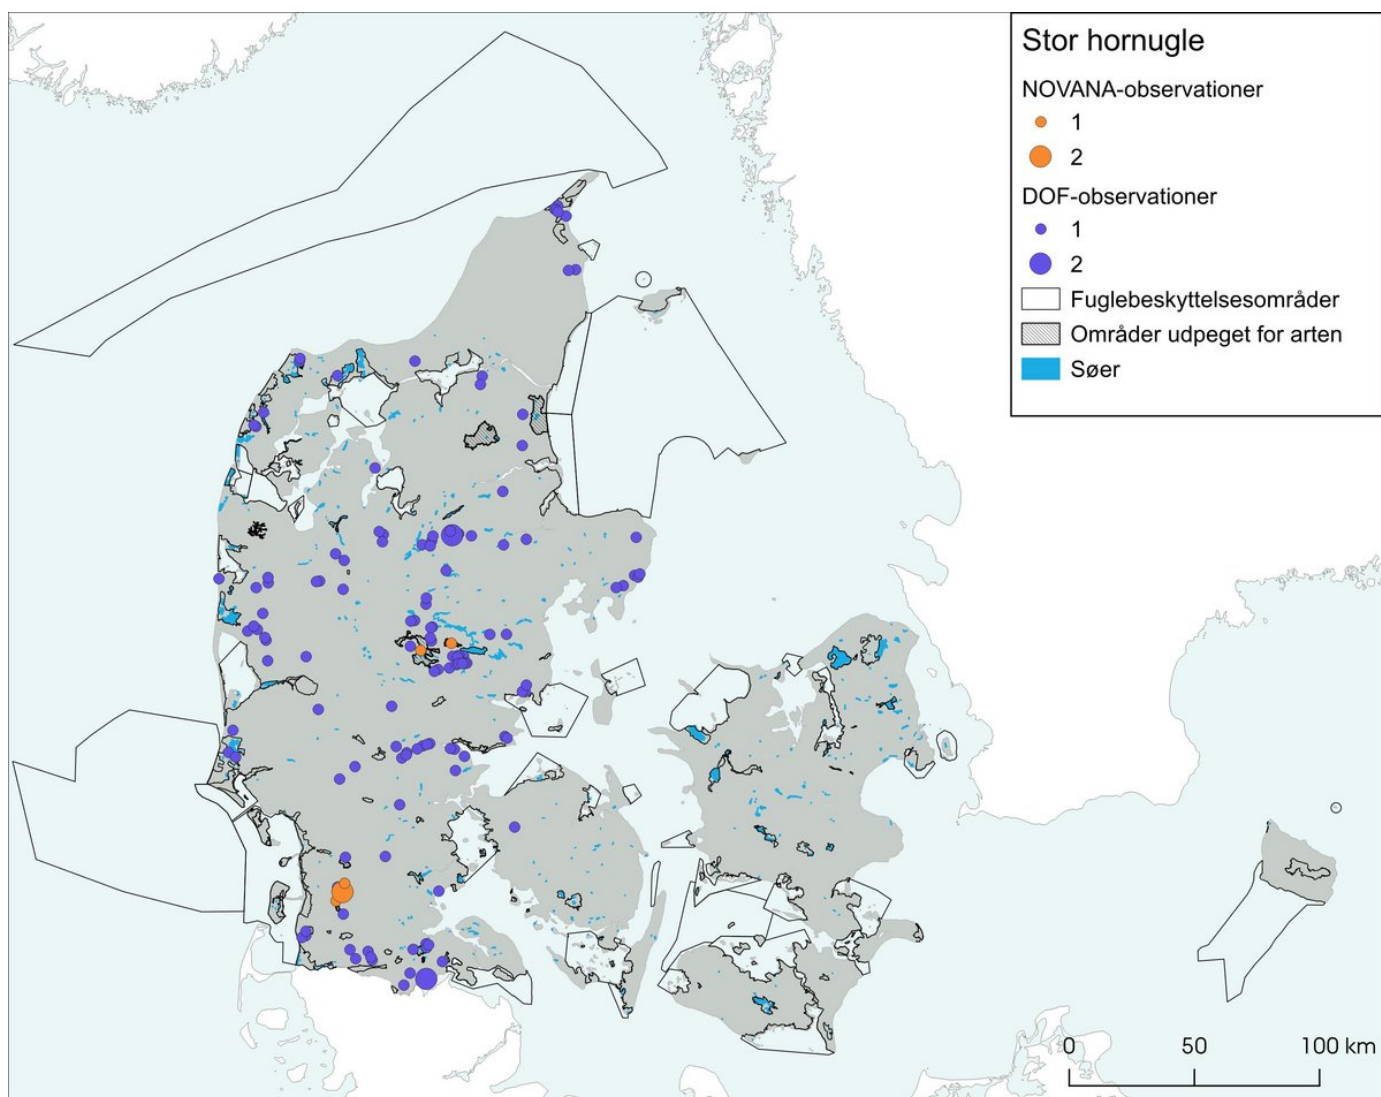 Stor hornugle
NOVANA-observationer
1
2
DOF-observationer
1
2
Fuglebeskyttelsesområder
Områder udpeget for arten
Søer
0 50 100 km